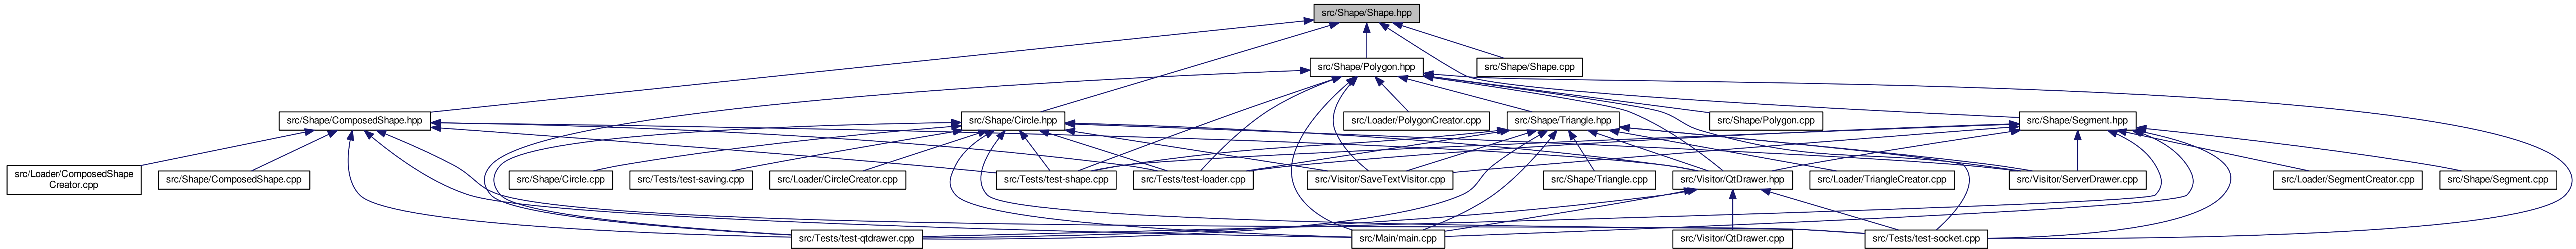 src/Shape/Shape.hpp
src/Shape/Polygon.hpp
src/Shape/Shape.cpp
src/Shape/ComposedShape.hpp
src/Shape/Circle.hpp
src/Loader/PolygonCreator.cpp
src/Shape/Triangle.hpp
src/Shape/Polygon.cpp
src/Shape/Segment.hpp
src/Loader/ComposedShape
Creator.cpp
src/Shape/ComposedShape.cpp
src/Shape/Circle.cpp
src/Tests/test-saving.cpp
src/Loader/CircleCreator.cpp
src/Tests/test-shape.cpp
src/Tests/test-loader.cpp
src/Visitor/SaveTextVisitor.cpp
src/Shape/Triangle.cpp
src/Visitor/QtDrawer.hpp
src/Loader/TriangleCreator.cpp
src/Visitor/ServerDrawer.cpp
src/Loader/SegmentCreator.cpp
src/Shape/Segment.cpp
src/Tests/test-qtdrawer.cpp
src/Main/main.cpp
src/Visitor/QtDrawer.cpp
src/Tests/test-socket.cpp